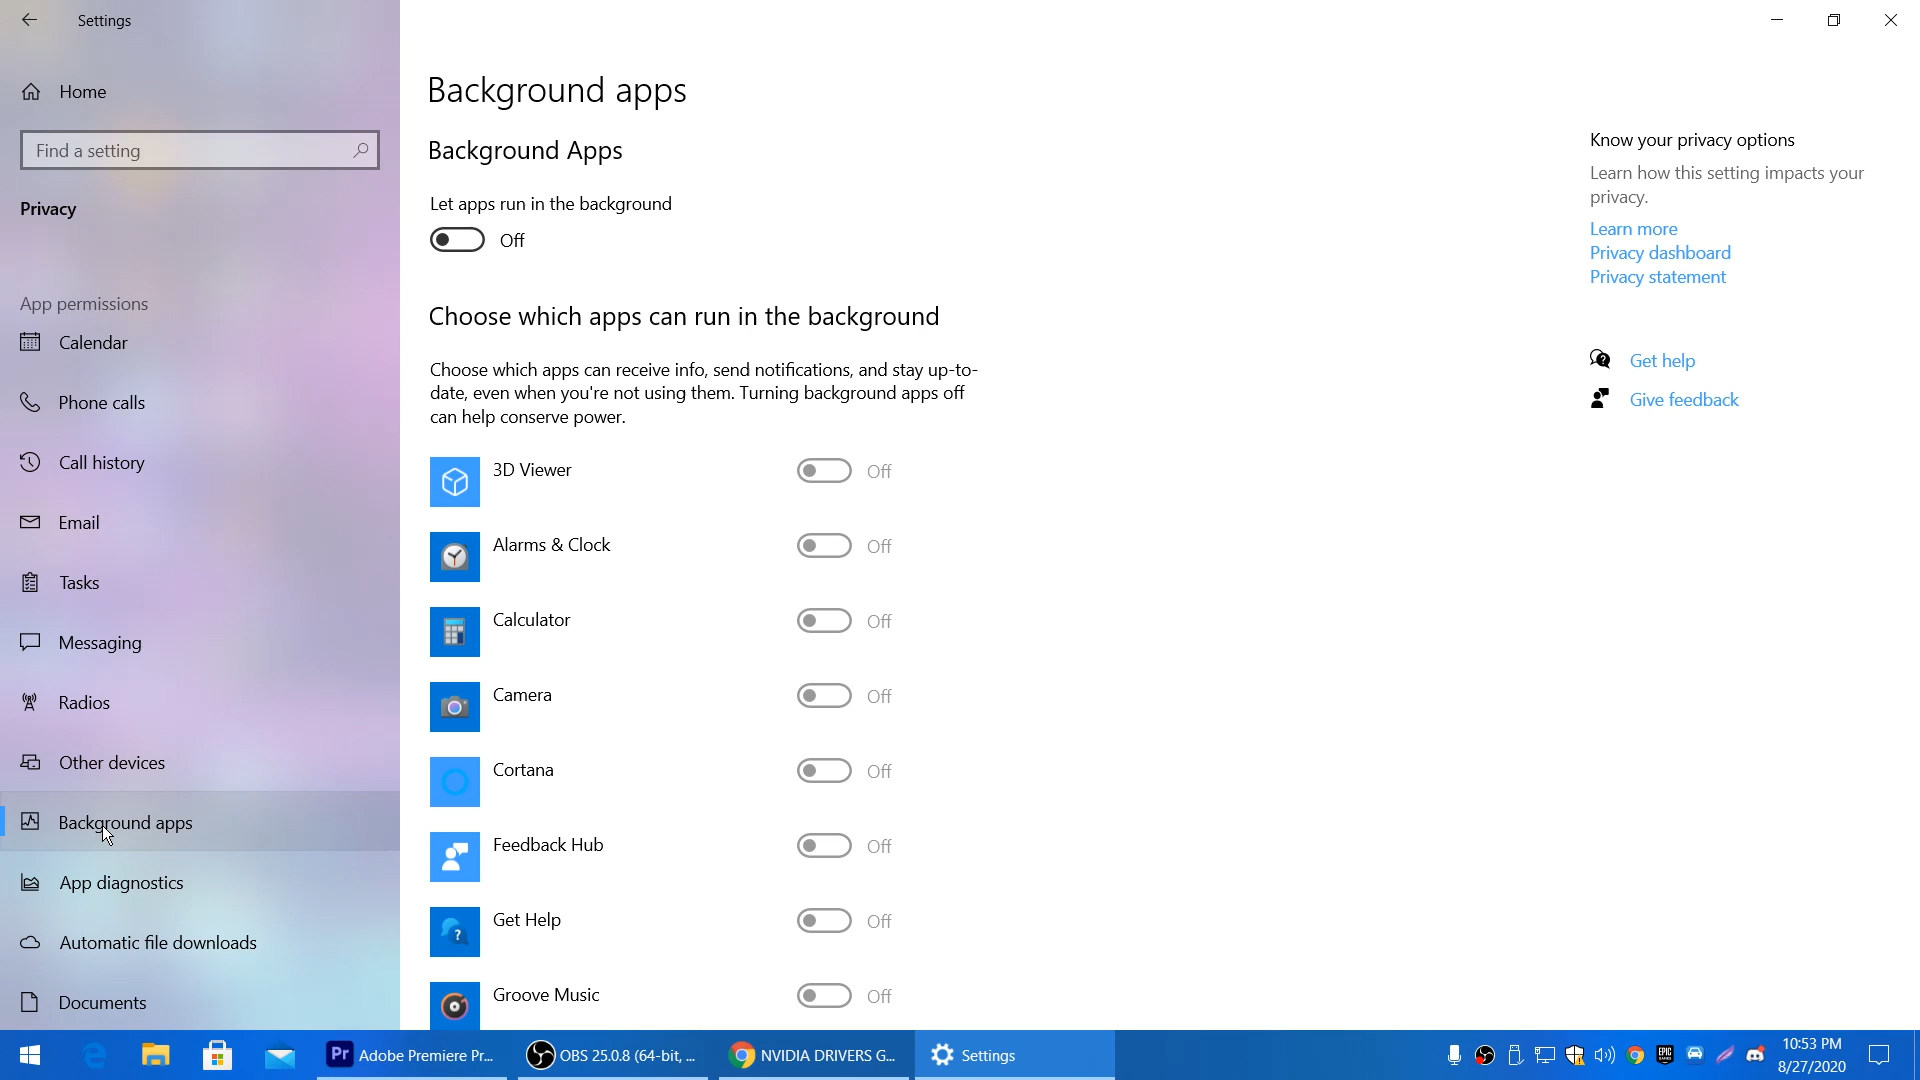 Settings
Home
Find a setting
Privacy
App permissions
Calendar
Phone calls
Call history
Email
Tasks
Messaging
Radios
Other devices
Background apps
App diagnostics
Automatic file downloads
Documents
Background apps
Background Apps
Let apps run in the background
Off
Choose which apps can run in the background
Choose which apps can receive info, send notifications, and stay up-to-
date, even when you're not using them. Turning background apps off
can help conserve power.
3D Viewer Off
Alarms & Clock Off
Calculator Off
Camera Off
Cortana Off
Feedback Hub Off
Get Help Off
Groove Music Off
Know your privacy options
Learn how this setting impacts your
privacy.
Learn more
Privacy dashboard
Privacy statement
Get help
Give feedback
Pr Adobe Premiere Pr...
OBS 25.0.8 (64-bit, ...
NVIDIA DRIVERS G...
Settings
EPIC
10:53 PM
8/27/2020